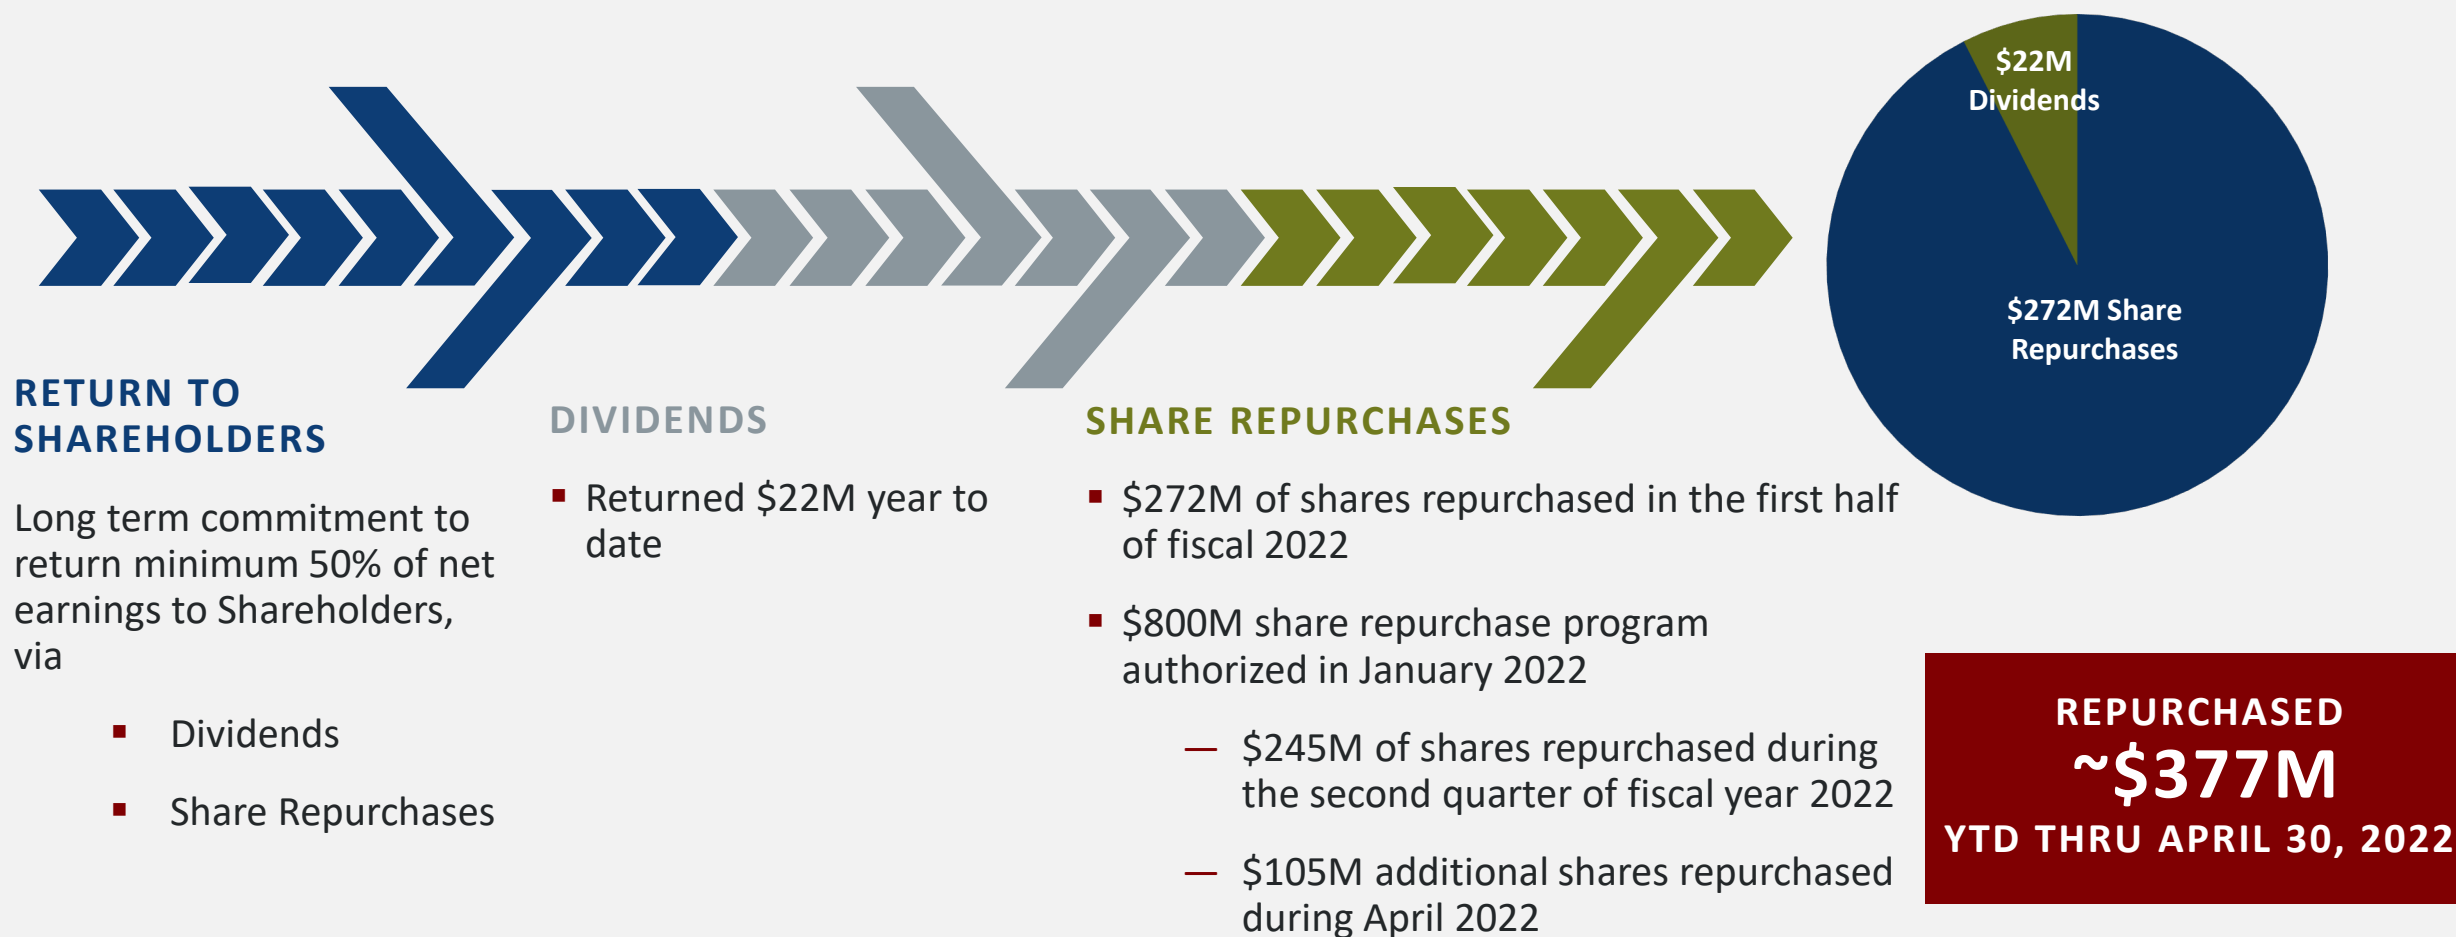 RETURN TO
SHAREHOLDERS
Long term commitment to
return minimum 50% of net
earnings to Shareholders,
via
▪ Dividends
▪ Share Repurchases
DIVIDENDS
▪ Returned $22M year to
date
SHARE REPURCHASES
▪ $272M of shares repurchased in the first half
of fiscal 2022
▪ $800M share repurchase program
authorized in January 2022
— $245M of shares repurchased during
the second quarter of fiscal year 2022
— $105M additional shares repurchased
during April 2022
$22M
Dividends
$272M Share
Repurchases
REPURCHASED
~$377M
YTD THRU APRIL 30, 2022